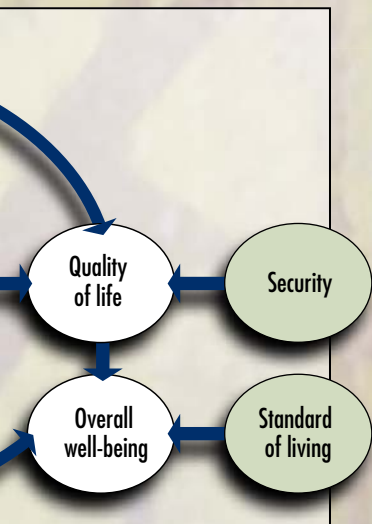 Quality
of life
Security
Overall
well-being
Standard
of living